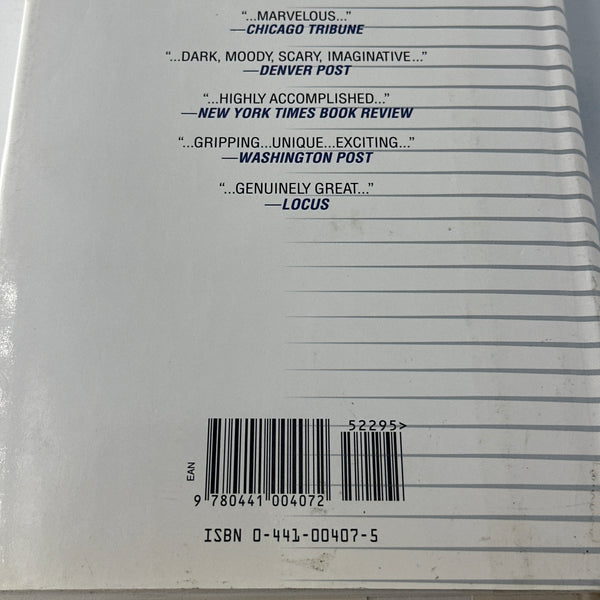 “...MARVELOUS...”
—CHICAGO TRIBUNE
“...DARK, MOODY, SCARY, IMAGINATIVE...”
—DENVER POST
“...HIGHLY ACCOMPLISHED...”
—NEW YORK TIMES BOOK REVIEW
“...GRIPPING...UNIQUE...EXCITING...”
—WASHINGTON POST
“...GENUINELY GREAT...”
—LOCUS
52295>
EAN
9 780441 004072
ISBN 0-441-00407-5